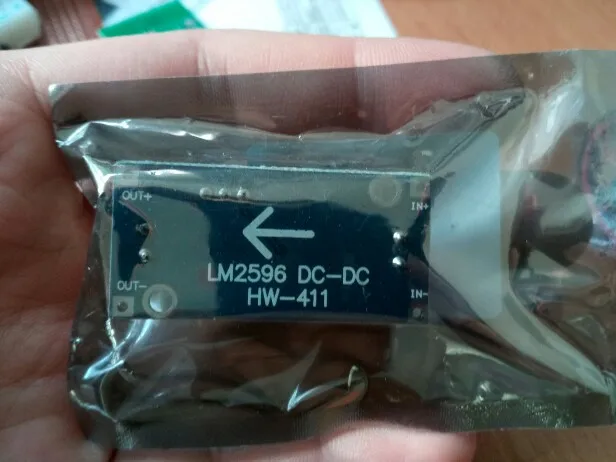 OUT+
IN+
LM2596 DC-DC
HW-411
OUT-
IN-